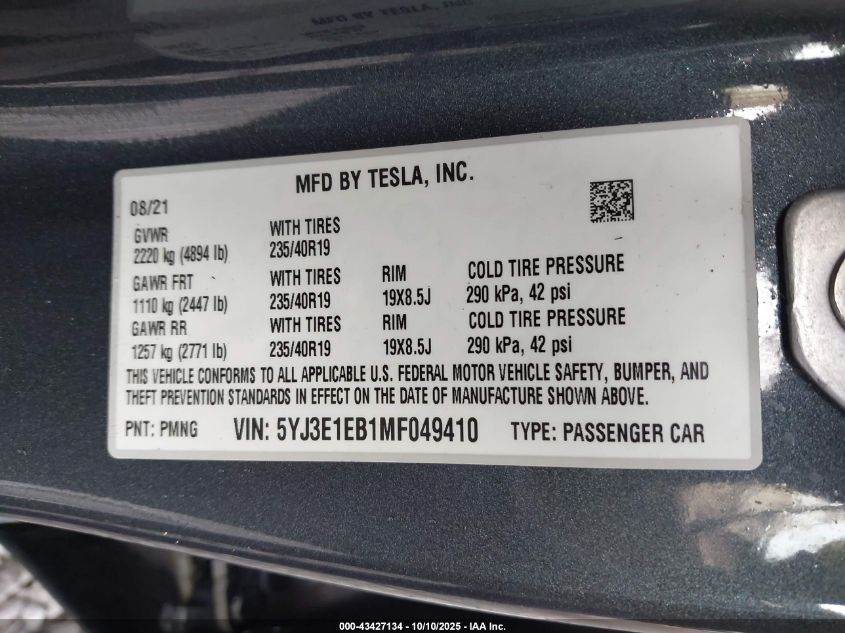 MFD BY TESLA, INC.
MFD BY TESLA, INC.
08/21
GVWR
2220 kg (4894 lb)
WITH TIRES
235/40R19
GAWR FRT
1110 kg (2447 lb)
WITH TIRES
235/40R19
RIM
19X8.5J
COLD TIRE PRESSURE
290 kPa, 42 psi
GAWR RR
1257 kg (2771 lb)
WITH TIRES
235/40R19
RIM
19X8.5J
COLD TIRE PRESSURE
290 kPa, 42 psi
THIS VEHICLE CONFORMS TO ALL APPLICABLE U.S. FEDERAL MOTOR VEHICLE SAFETY, BUMPER, AND
THEFT PREVENTION STANDARDS IN EFFECT ON THE DATE OF MANUFACTURE SHOWN ABOVE.
PNT: PMNG VIN: 5YJ3E1EB1MF049410 TYPE: PASSENGER CAR
000-43427134 - 10/10/2025 - IAA Inc.